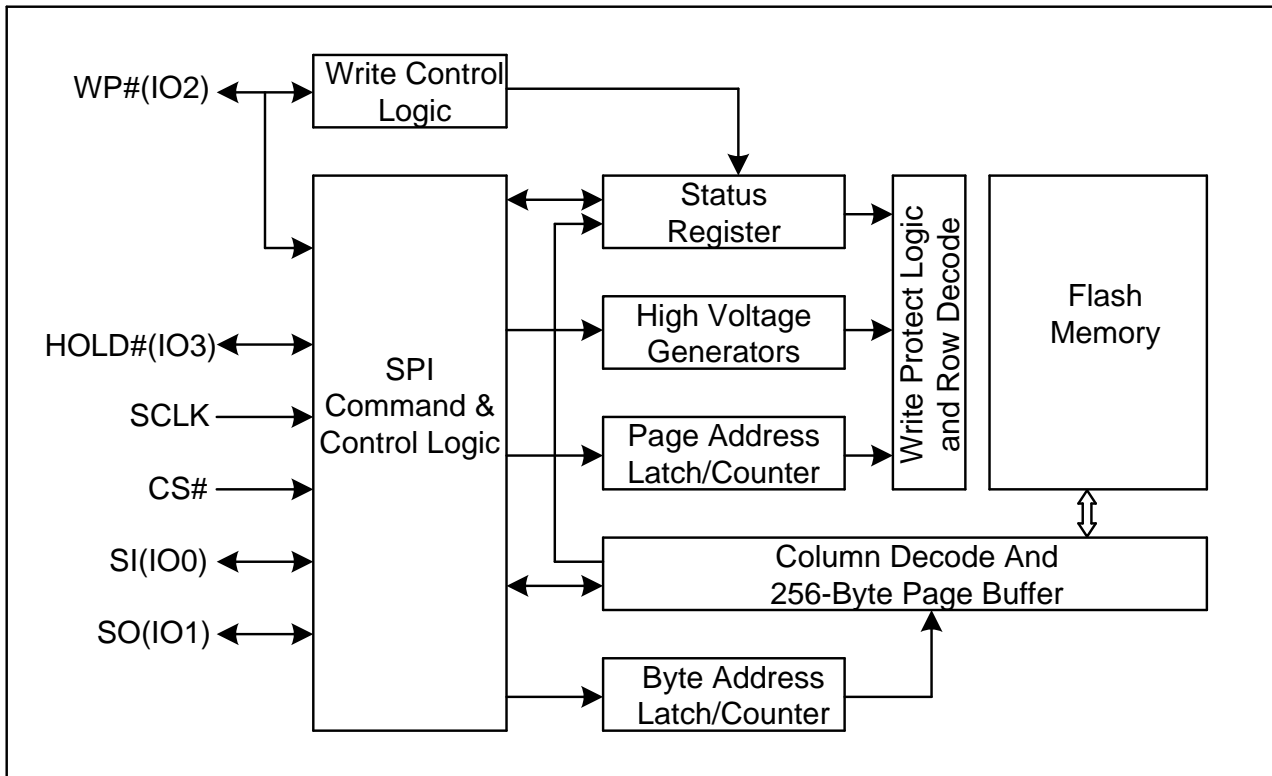 WP#(IO2)
Write Control
Logic
Status
Register
High Voltage
Generators
Page Address
Latch/Counter
Write Protect Logic
and Row Decode
Flash
Memory
HOLD#(IO3)
SCLK
CS#
SI(IO0)
SO(IO1)
SPI
Command &
Control Logic
Column Decode And
256-Byte Page Buffer
Byte Address
Latch/Counter